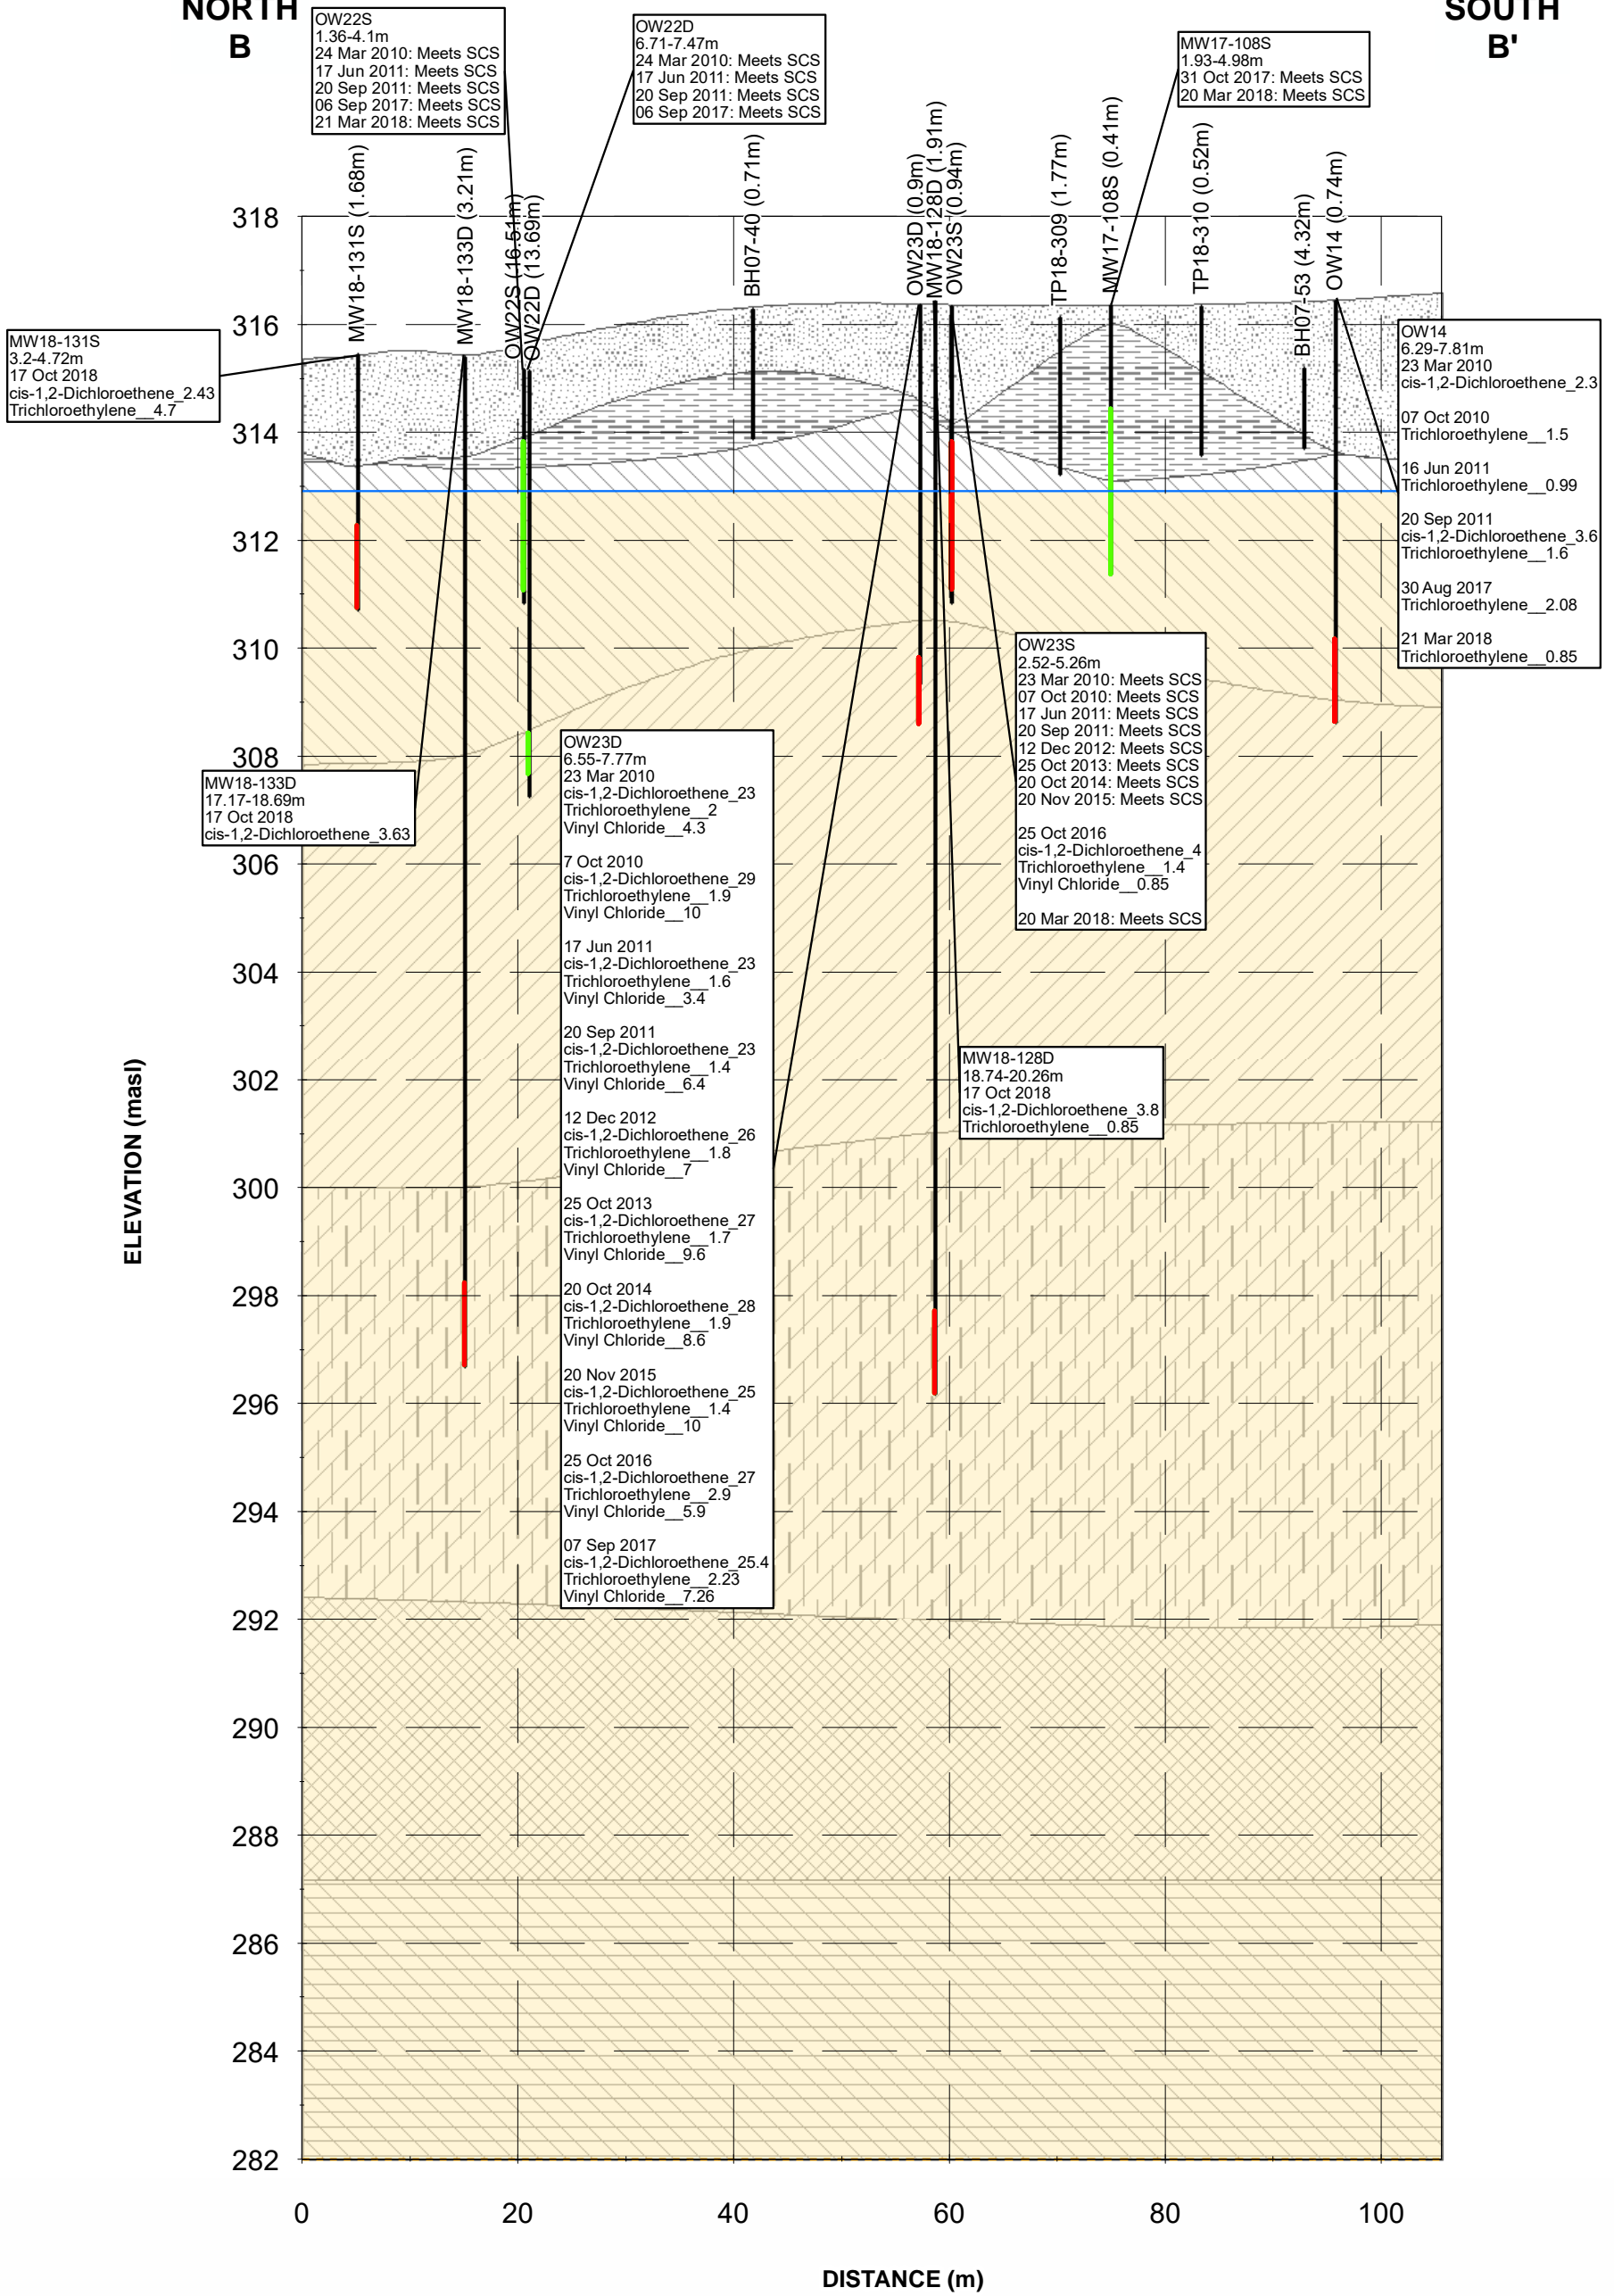 NORTH
B
SOUTH
B'
OW22S
1.36-4.1m
24 Mar 2010: Meets SCS
17 Jun 2011: Meets SCS
20 Sep 2011: Meets SCS
06 Sep 2017: Meets SCS
21 Mar 2018: Meets SCS
OW22D
6.71-7.47m
24 Mar 2010: Meets SCS
17 Jun 2011: Meets SCS
20 Sep 2011: Meets SCS
06 Sep 2017: Meets SCS
MW17-108S
1.93-4.98m
31 Oct 2017: Meets SCS
20 Mar 2018: Meets SCS
MW18-131S (1.68m)
MW18-133D (3.21m)
OW22S (16.51m)
OW22D (13.69m)
BH07-40 (0.71m)
OW23D (0.9m)
MW18-128D (1.91m)
OW23S (0.94m)
TP18-309 (1.77m)
MW17-108S (0.41m)
TP18-310 (0.52m)
BH07-53 (4.32m)
OW14 (0.74m)
MW18-131S
3.2-4.72m
17 Oct 2018
cis-1,2-Dichloroethene_2.43
Trichloroethylene__4.7
OW14
6.29-7.81m
23 Mar 2010
cis-1,2-Dichloroethene_2.3
07 Oct 2010
Trichloroethylene__1.5
16 Jun 2011
Trichloroethylene__0.99
20 Sep 2011
cis-1,2-Dichloroethene_3.6
Trichloroethylene__1.6
30 Aug 2017
Trichloroethylene__2.08
21 Mar 2018
Trichloroethylene__0.85
OW23S
2.52-5.26m
23 Mar 2010: Meets SCS
07 Oct 2010: Meets SCS
17 Jun 2011: Meets SCS
20 Sep 2011: Meets SCS
12 Dec 2012: Meets SCS
25 Oct 2013: Meets SCS
20 Oct 2014: Meets SCS
20 Nov 2015: Meets SCS
25 Oct 2016
cis-1,2-Dichloroethene_4
Trichloroethylene__1.4
Vinyl Chloride__0.85
20 Mar 2018: Meets SCS
MW18-133D
17.17-18.69m
17 Oct 2018
cis-1,2-Dichloroethene_3.63
OW23D
6.55-7.77m
23 Mar 2010
cis-1,2-Dichloroethene_23
Trichloroethylene__2
Vinyl Chloride__4.3
7 Oct 2010
cis-1,2-Dichloroethene_29
Trichloroethylene__1.9
Vinyl Chloride__10
17 Jun 2011
cis-1,2-Dichloroethene_23
Trichloroethylene__1.6
Vinyl Chloride__3.4
20 Sep 2011
cis-1,2-Dichloroethene_23
Trichloroethylene__1.4
Vinyl Chloride__6.4
12 Dec 2012
cis-1,2-Dichloroethene_26
Trichloroethylene__1.8
Vinyl Chloride__7
25 Oct 2013
cis-1,2-Dichloroethene_27
Trichloroethylene__1.7
Vinyl Chloride__9.6
20 Oct 2014
cis-1,2-Dichloroethene_28
Trichloroethylene__1.9
Vinyl Chloride__8.6
20 Nov 2015
cis-1,2-Dichloroethene_25
Trichloroethylene__1.4
Vinyl Chloride__10
25 Oct 2016
cis-1,2-Dichloroethene_27
Trichloroethylene__2.9
Vinyl Chloride__5.9
07 Sep 2017
cis-1,2-Dichloroethene_25.4
Trichloroethylene__2.23
Vinyl Chloride__7.26
MW18-128D
18.74-20.26m
17 Oct 2018
cis-1,2-Dichloroethene_3.8
Trichloroethylene__0.85
ELEVATION (masl)
318
316
314
312
310
308
306
304
302
300
298
296
294
292
290
288
286
284
282
0 20 40 60 80 100
DISTANCE (m)